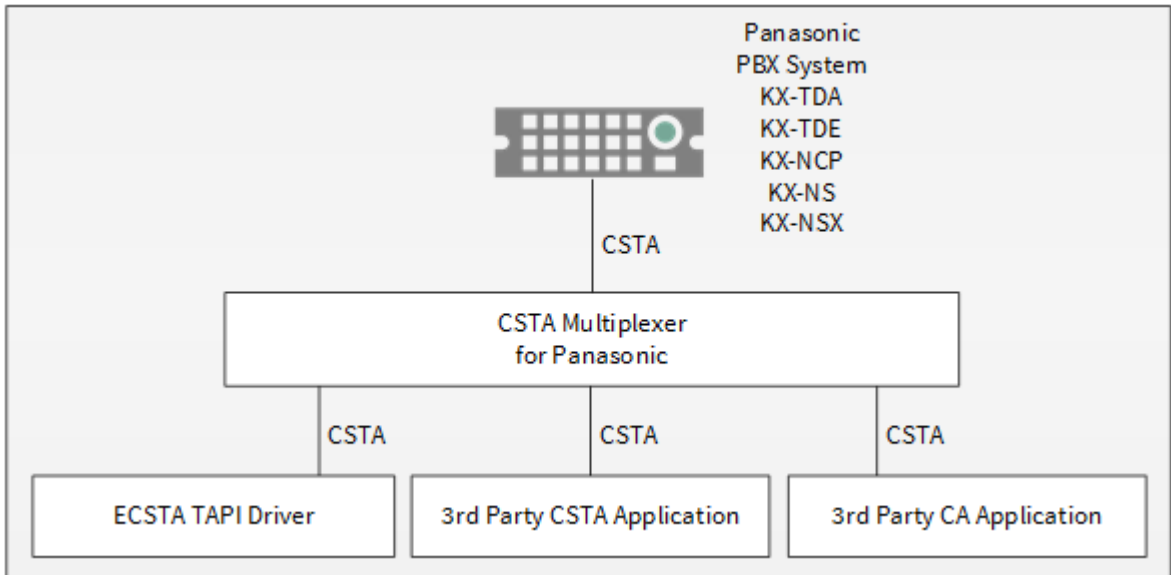 Panasonic
PBX System
KX-TDA
KX-TDE
KX-NCP
KX-NS
KX-NSX
CSTA
CSTA Multiplexer
for Panasonic
CSTA
CSTA
CSTA
ECSTA TAPI Driver
3rd Party CSTA Application
3rd Party CA Application